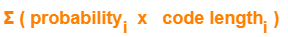 Σ ( probabilityᵢ x code lengthᵢ )